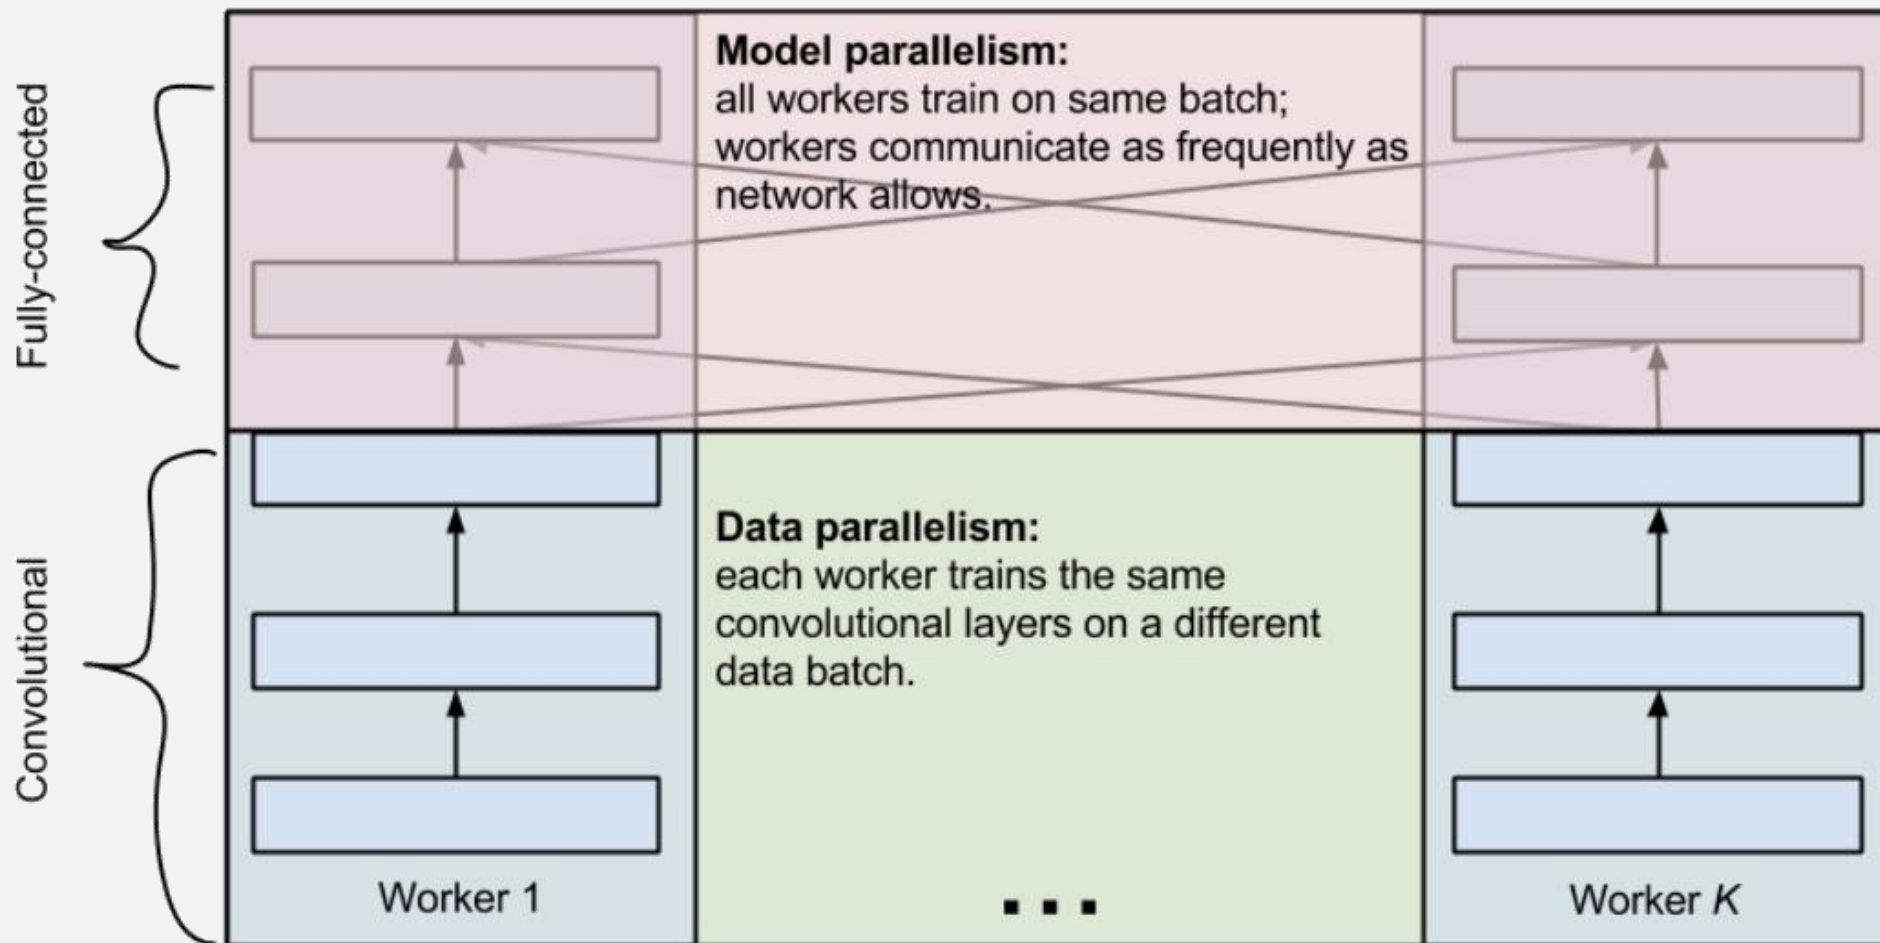 Fully-connected
Model parallelism:
all workers train on same batch;
workers communicate as frequently as
network allows.
Convolutional
Data parallelism:
each worker trains the same
convolutional layers on a different
data batch.
Worker 1
...
Worker K